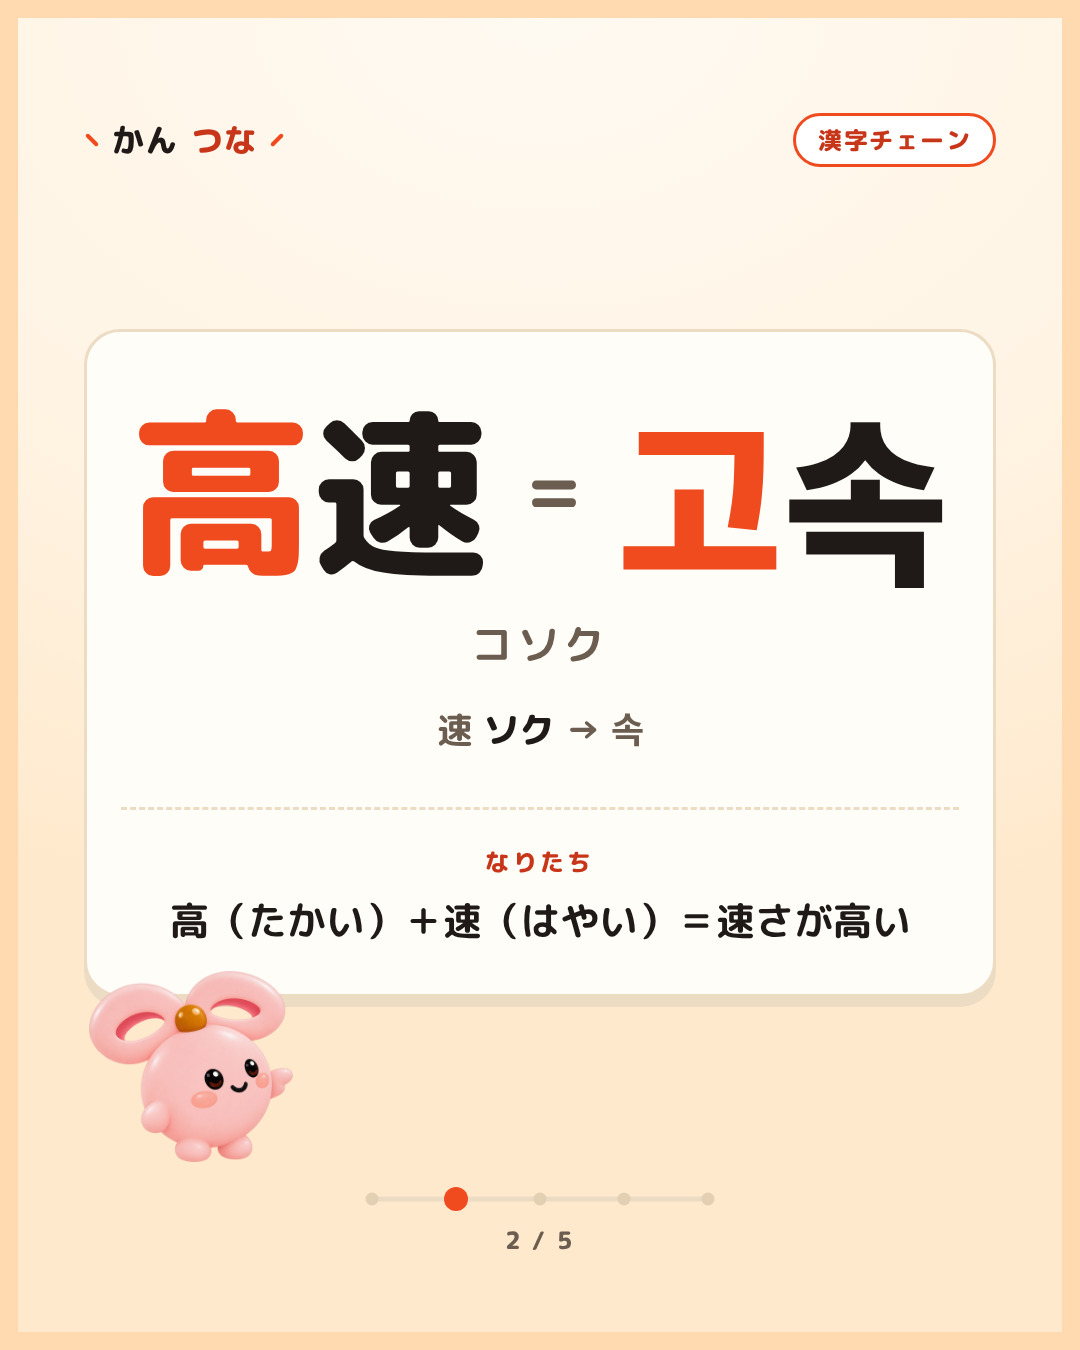 かん つな
漢字チェーン
高速 = 고속
コソク
速 ソク → 속
なりたち
高（たかい）＋速（はやい）＝速さが高い
2 / 5